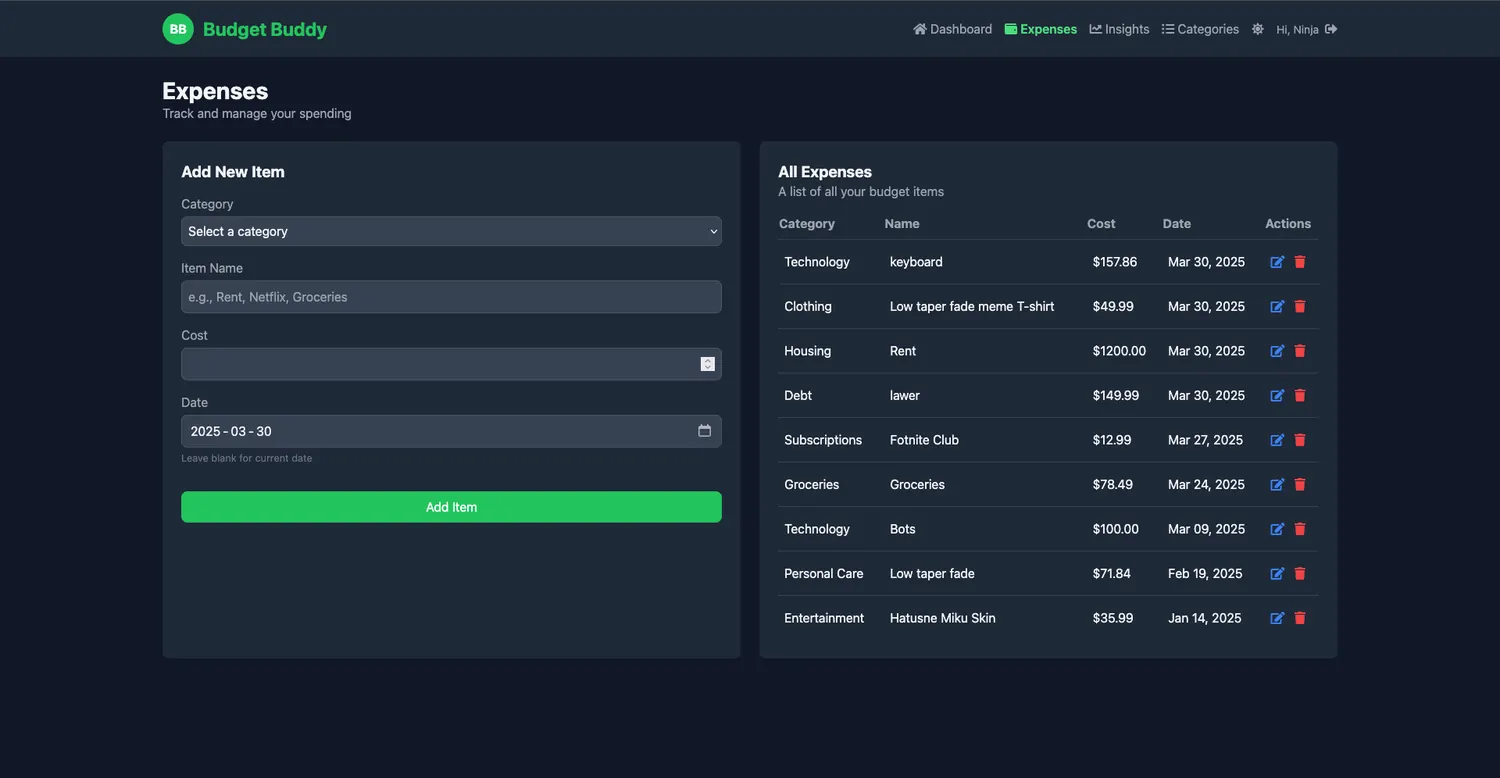 BB Budget Buddy Dashboard Expenses Insights Categories Hi, Ninja
Expenses
Track and manage your spending
Add New Item
Category
Select a category
Item Name
e.g., Rent, Netflix, Groceries
Cost
Date
2025-03-30
Leave blank for current date
Add Item
All Expenses
A list of all your budget items
Category Name Cost Date Actions
Technology keyboard $157.86 Mar 30, 2025
Clothing Low taper fade meme T-shirt $49.99 Mar 30, 2025
Housing Rent $1200.00 Mar 30, 2025
Debt lawer $149.99 Mar 30, 2025
Subscriptions Fotnite Club $12.99 Mar 27, 2025
Groceries Groceries $78.49 Mar 24, 2025
Technology Bots $100.00 Mar 09, 2025
Personal Care Low taper fade $71.84 Feb 19, 2025
Entertainment Hatusne Miku Skin $35.99 Jan 14, 2025